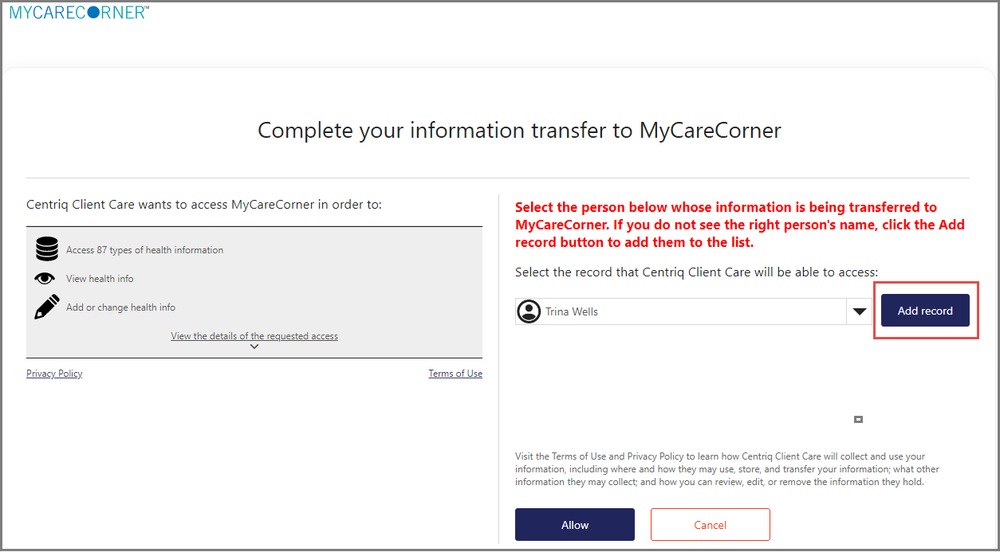 MYCARECORNER™
Complete your information transfer to MyCareCorner
Centriq Client Care wants to access MyCareCorner in order to:
Access 87 types of health information
View health info
Add or change health info
View the details of the requested access
Privacy Policy
Terms of Use
Select the person below whose information is being transferred to
MyCareCorner. If you do not see the right person's name, click the Add
record button to add them to the list.
Select the record that Centriq Client Care will be able to access:
Trina Wells
Add record
Visit the Terms of Use and Privacy Policy to learn how Centriq Client Care will collect and use your
information, including where and how they may use, store, and transfer your information; what other
information they may collect; and how you can review, edit, or remove the information they hold.
Allow
Cancel